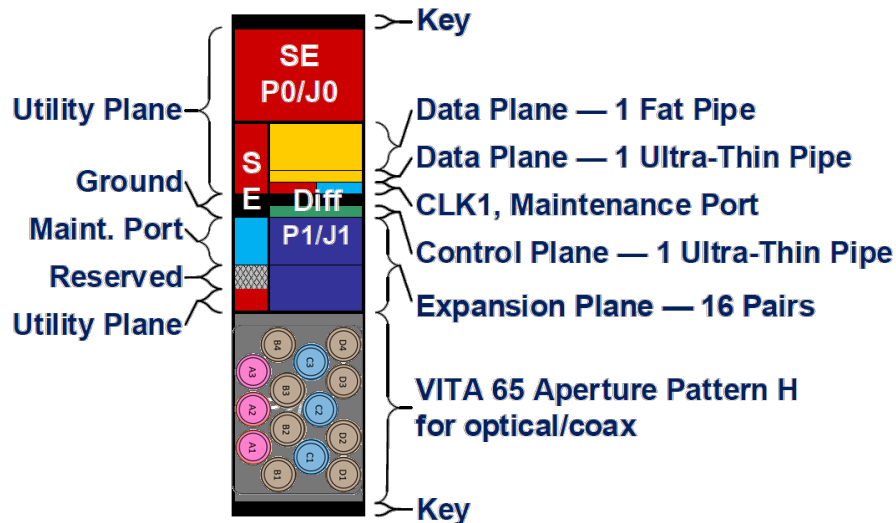 Key
SE
P0/J0
Utility Plane
Data Plane — 1 Fat Pipe
S
E
Data Plane — 1 Ultra-Thin Pipe
Ground
CLK1, Maintenance Port
Diff
P1/J1
Maint. Port
Control Plane — 1 Ultra-Thin Pipe
Reserved
Expansion Plane — 16 Pairs
Utility Plane
B4
D4
C3
A3
D3
B3
A2
C2
B2
D2
A1
C1
B1
D1
VITA 65 Aperture Pattern H
for optical/coax
Key